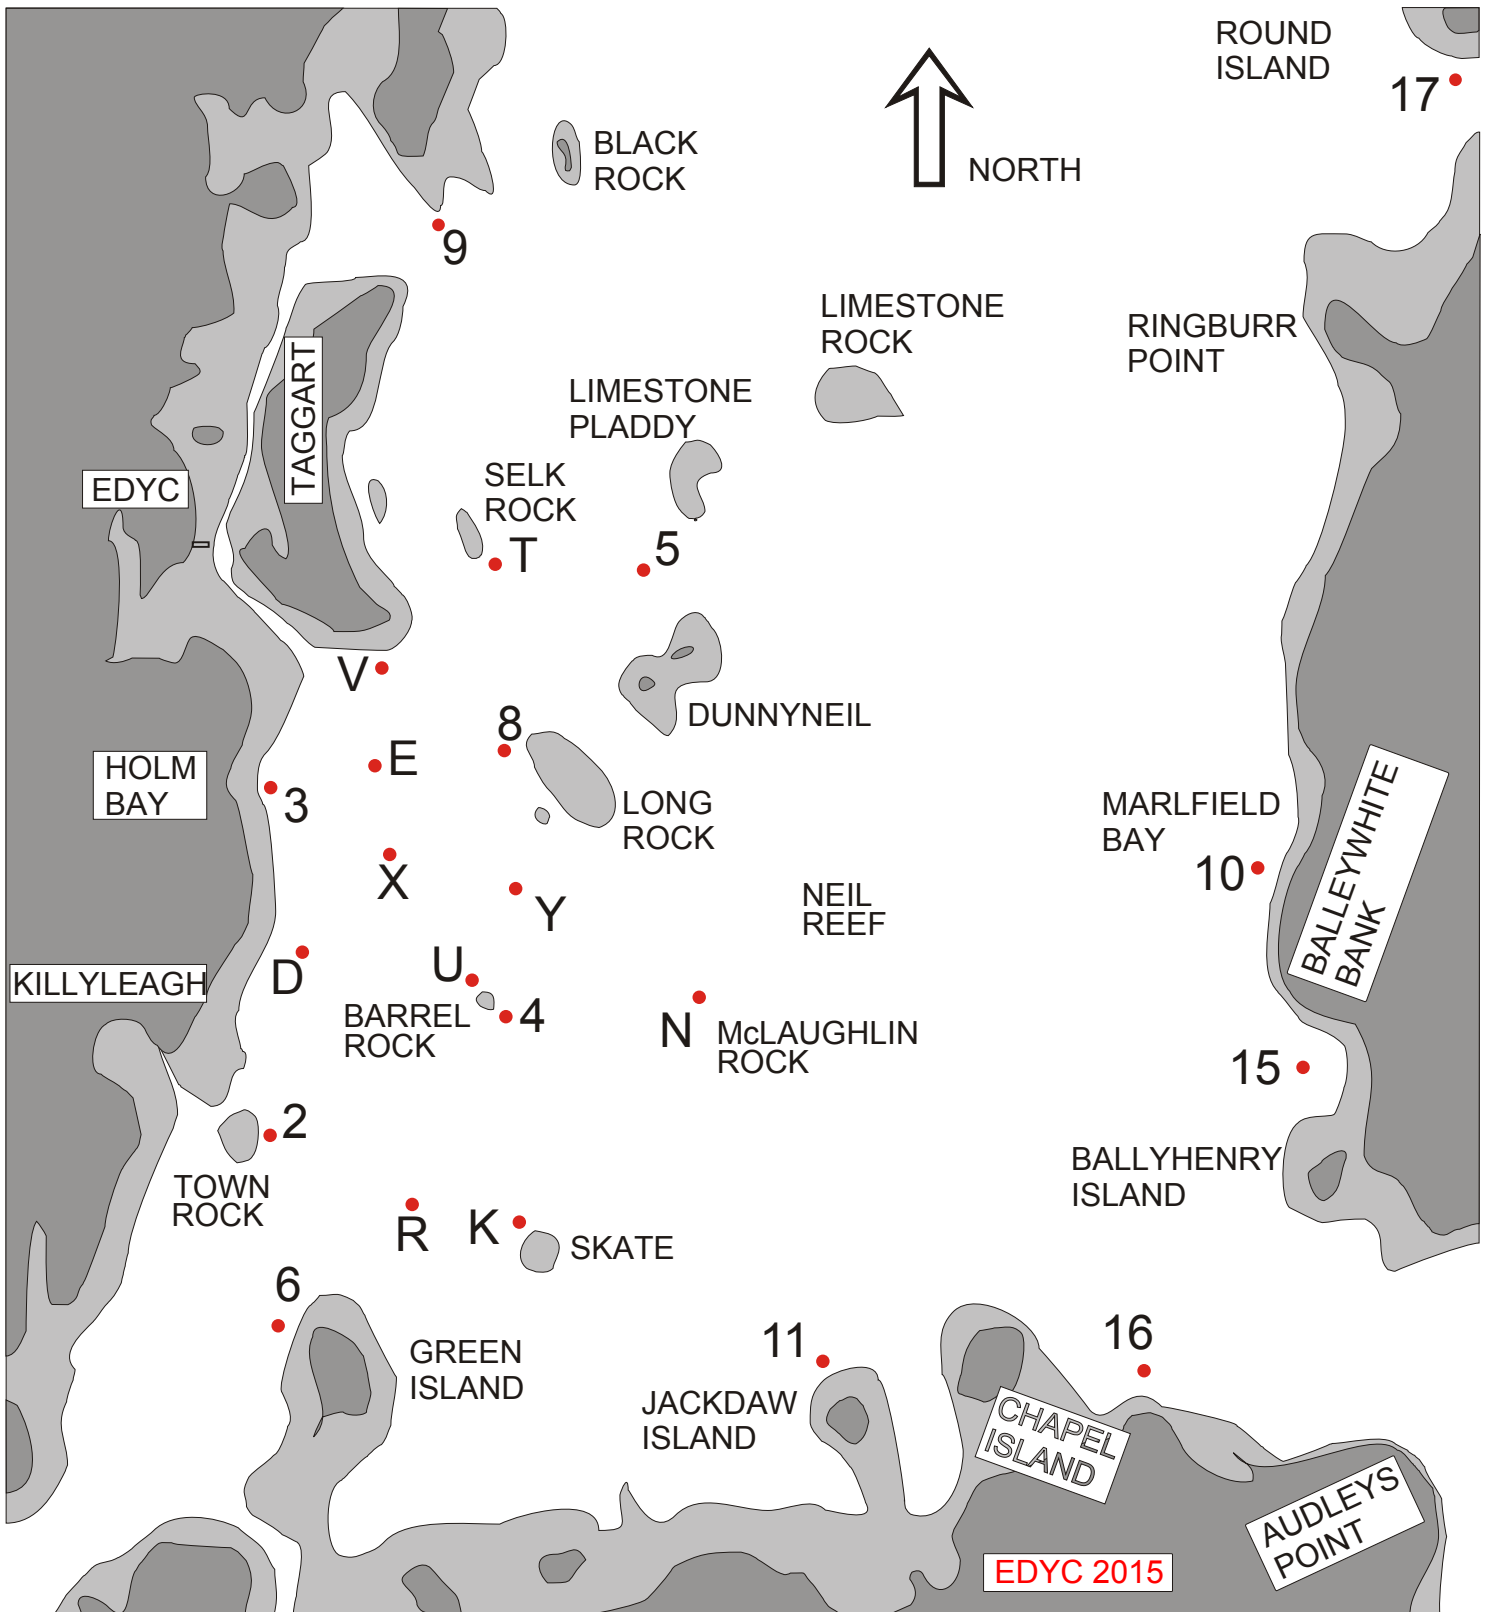 ROUND
ISLAND
17
BLACK
ROCK
NORTH
9
LIMESTONE
ROCK
RINGBURR
POINT
TAGGART
LIMESTONE
PLADDY
EDYC
SELK
ROCK
T
5
V
DUNNYNEIL
8
E
HOLM
BAY
3
LONG
ROCK
MARLFIELD
BAY
BALLEYWHITE
BANK
10
X
Y
NEIL
REEF
D
U
KILLYLEAGH
BARREL
ROCK
4
N
McLAUGHLIN
ROCK
15
2
BALLYHENRY
ISLAND
TOWN
ROCK
R
K
SKATE
6
GREEN
ISLAND
11
16
JACKDAW
ISLAND
CHAPEL
ISLAND
AUDLEYS
POINT
EDYC 2015